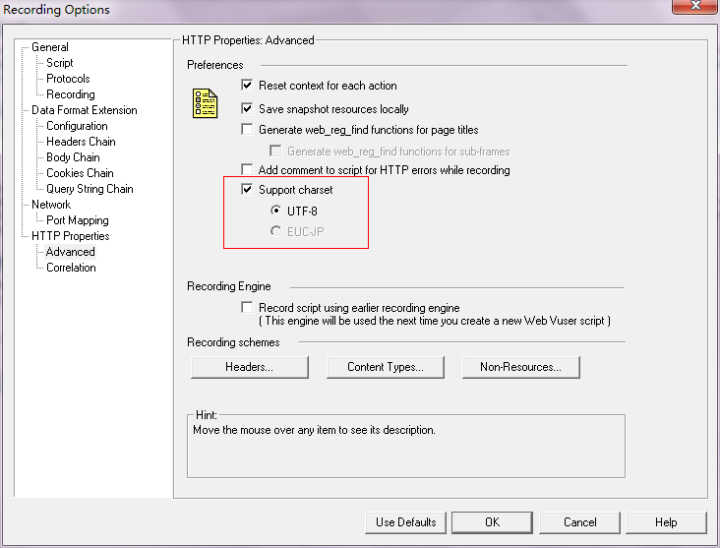 Recording Options
General
Script
Protocols
Recording
Data Format Extension
Configuration
Headers Chain
Body Chain
Cookies Chain
Query String Chain
Network
Port Mapping
HTTP Properties
Advanced
Correlation
HTTP Properties: Advanced
Preferences
Reset context for each action
Save snapshot resources locally
Generate web_reg_find functions for page titles
Generate web_reg_find functions for sub-frames
Add comment to script for HTTP errors while recording
Support charset
UTF-8
EUC-JP
Recording Engine
Record script using earlier recording engine
( This engine will be used the next time you create a new Web Vuser script )
Recording schemes
Headers...
Content Types...
Non-Resources...
Hint:
Move the mouse over any item to see its description.
Use Defaults
OK
Cancel
Help